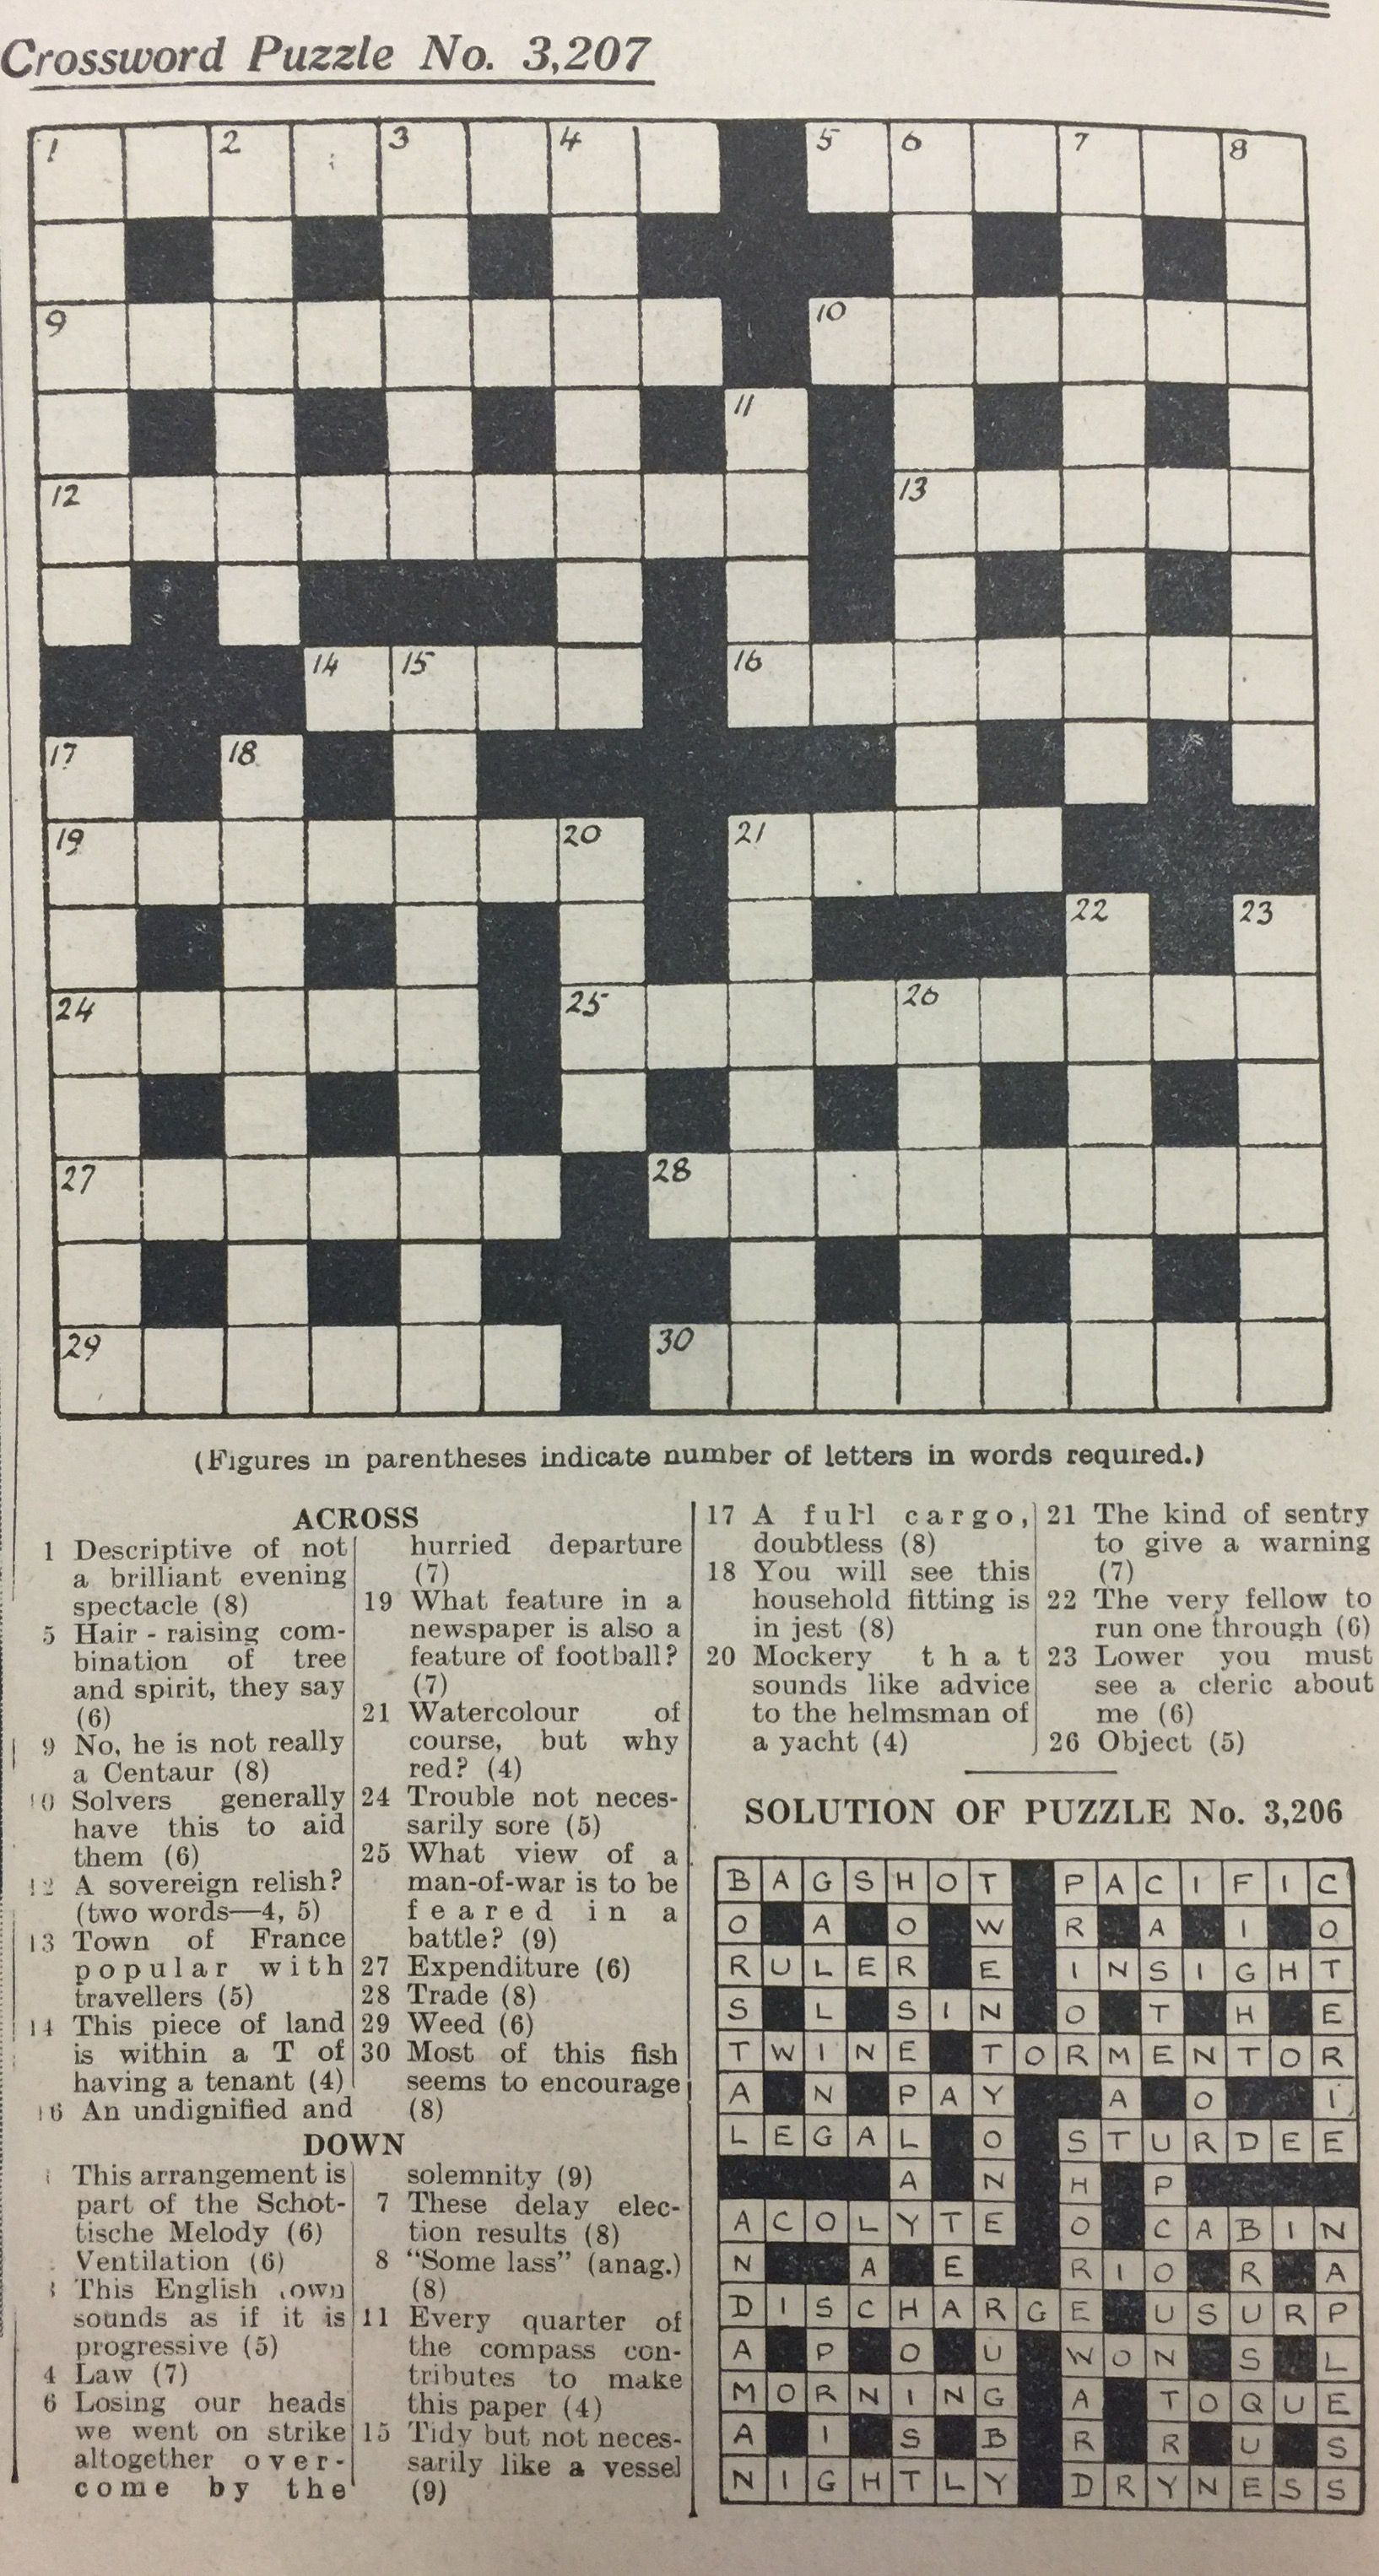 Crossword Puzzle No. 3,207
1 2 3 4 5 6 7 8
9 10
11
12 13
14 15 16
17 18
19 20 21
22 23
24 25 26
27 28
29 30
(Figures in parentheses indicate number of letters in words required.)
ACROSS
1 Descriptive of not
a brilliant evening
spectacle (8)
5 Hair - raising com-
bination of tree
and spirit, they say
(6)
9 No, he is not really
a Centaur (8)
10 Solvers generally
have this to aid
them (6)
12 A sovereign relish?
(two words—4, 5)
13 Town of France
popular with
travellers (5)
14 This piece of land
is within a T of
having a tenant (4)
16 An undignified and
hurried departure
(7)
19 What feature in a
newspaper is also a
feature of football?
(7)
21 Watercolour of
course, but why
red? (4)
24 Trouble not neces-
sarily sore (5)
25 What view of a
man-of-war is to be
feared in a
battle? (9)
27 Expenditure (6)
28 Trade (8)
29 Weed (6)
30 Most of this fish
seems to encourage
(8)
DOWN
This arrangement is
part of the Schot-
tische Melody (6)
Ventilation (6)
This English town
sounds as if it is
progressive (5)
4 Law (7)
6 Losing our heads
we went on strike
altogether over-
come by the
solemnity (9)
7 These delay elec-
tion results (8)
8 "Some lass" (anag.)
(8)
11 Every quarter of
the compass con-
tributes to make
this paper (4)
15 Tidy but not neces-
sarily like a vessel
(9)
17 A full cargo,
doubtless (8)
18 You will see this
household fitting is
in jest (8)
20 Mockery that
sounds like advice
to the helmsman of
a yacht (4)
21 The kind of sentry
to give a warning
(7)
22 The very fellow to
run one through (6)
23 Lower you must
see a cleric about
me (6)
26 Object (5)
SOLUTION OF PUZZLE No. 3,206
BAGSHOT PACIFIC
O A O W R A I O
RULER E INSIGHT
S L SIN O T H E
TWINE TORMENTOR
A N PAY A O I
LEGAL O STURDEE
A N H P
ACOLYTE O CABIN
N A E RIO R A
DISCHARGE USURP
A P O U WON S L
MORNING A TOQUE
A I S B R R U S
NIGHTLY DRYNESS